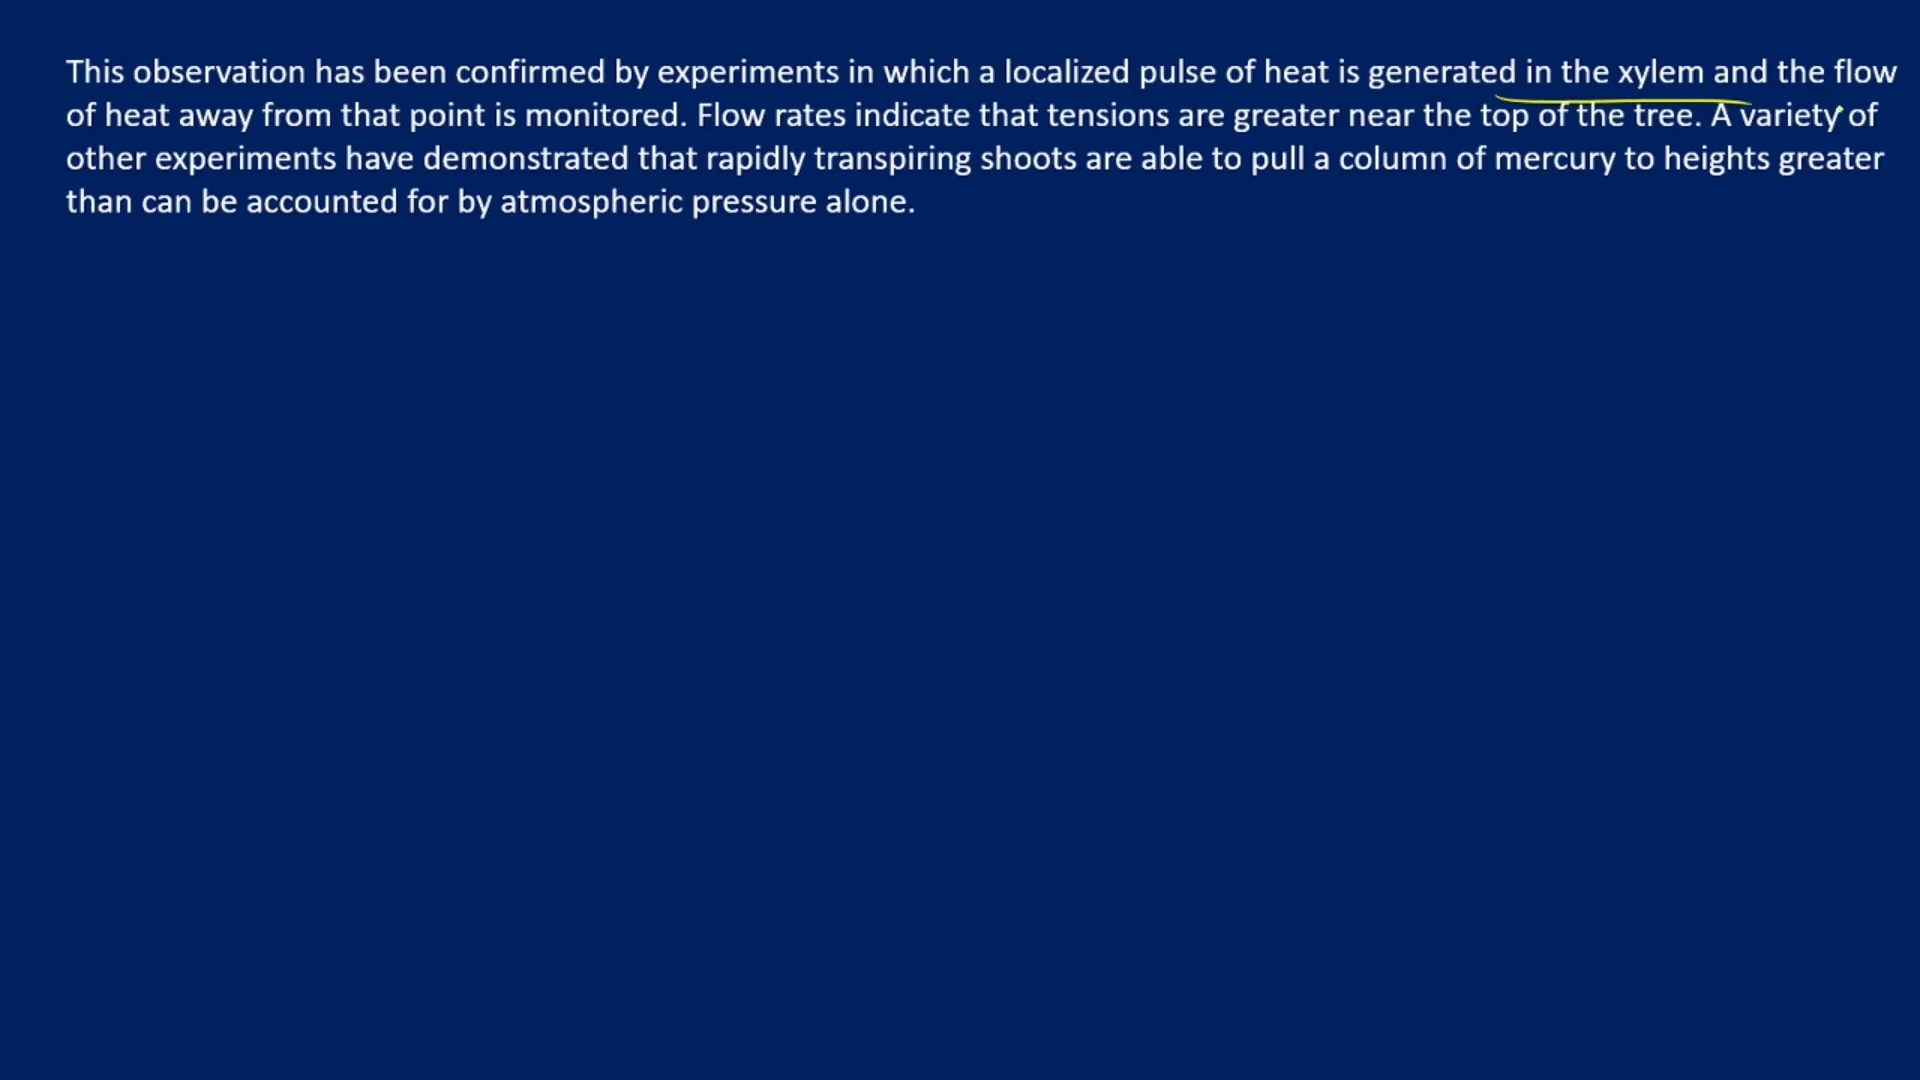 This observation has been confirmed by experiments in which a localized pulse of heat is generated in the xylem and the flow
of heat away from that point is monitored. Flow rates indicate that tensions are greater near the top of the tree. A variety of
other experiments have demonstrated that rapidly transpiring shoots are able to pull a column of mercury to heights greater
than can be accounted for by atmospheric pressure alone.